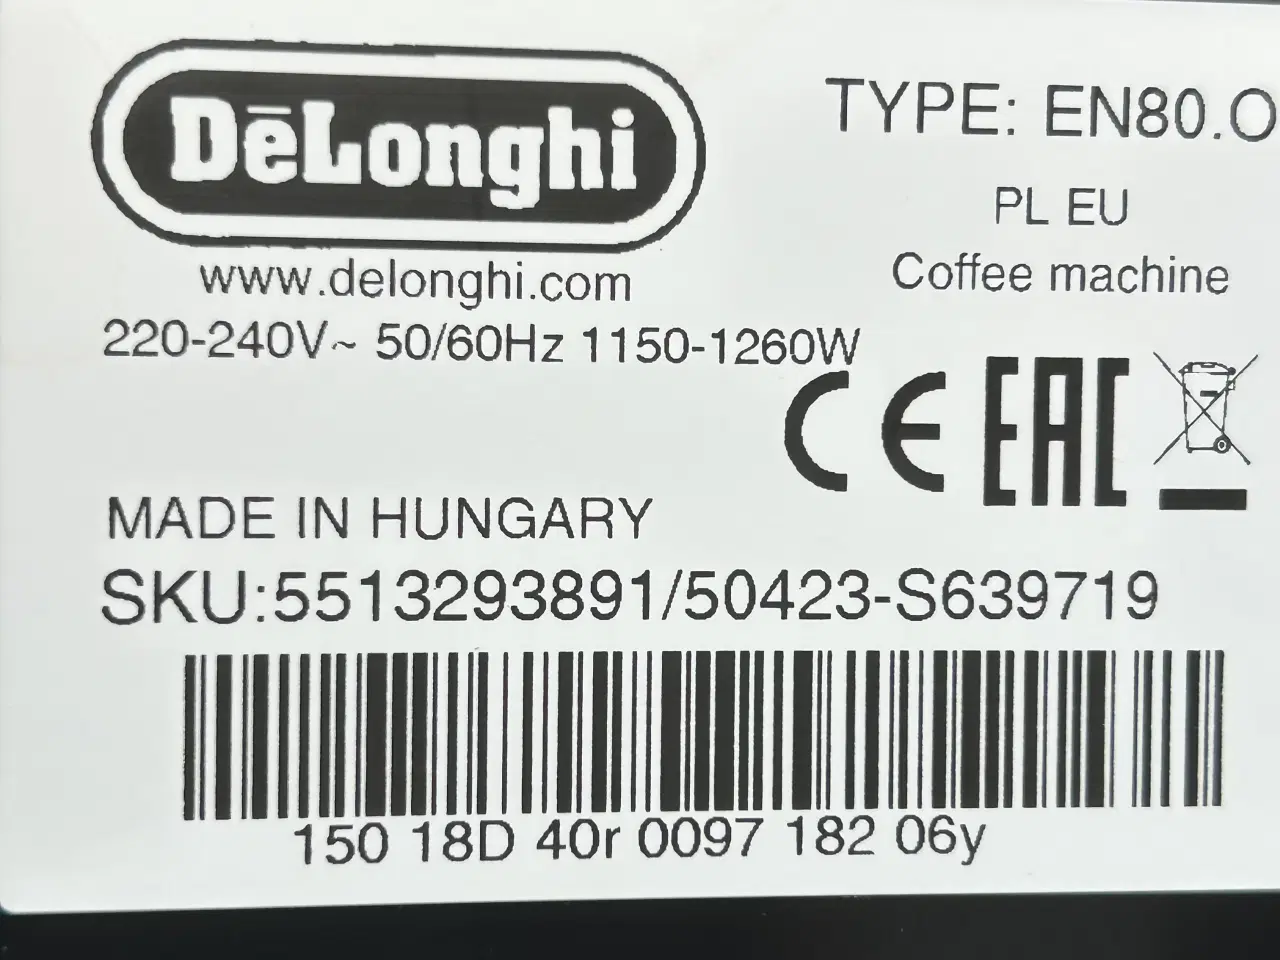 DeLonghi
TYPE: EN80.O
PL EU
www.delonghi.com
Coffee machine
220-240V~ 50/60Hz 1150-1260W
CE EAC
MADE IN HUNGARY
SKU:5513293891/50423-S639719
150 18D 40r 0097 182 06y